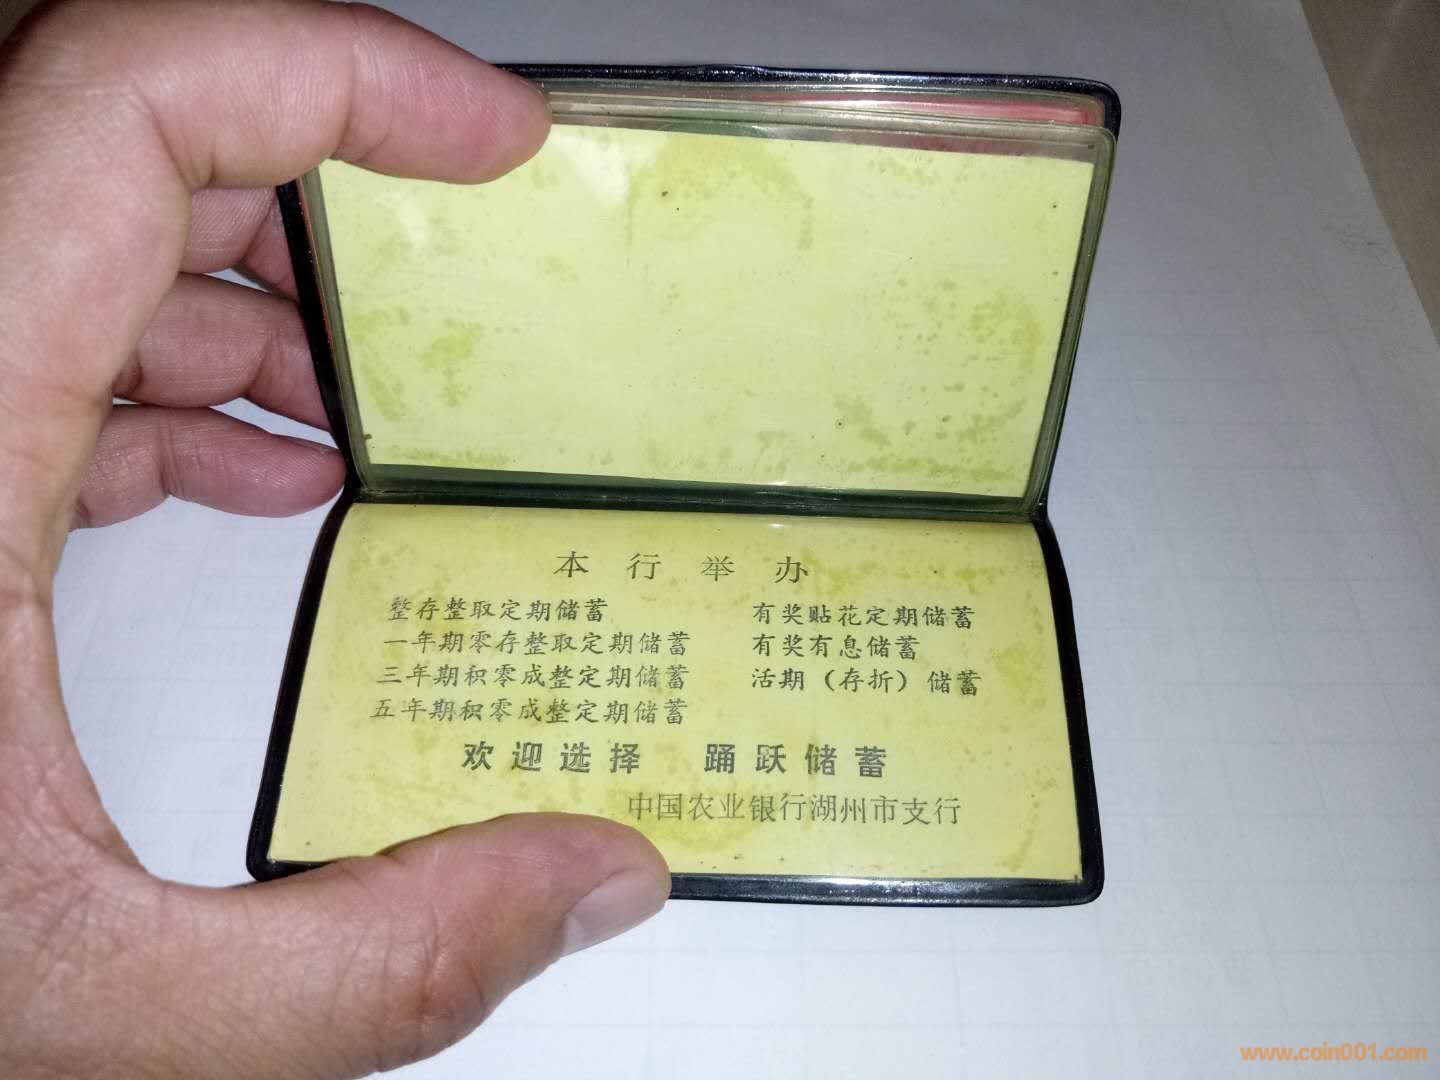 本行举办
整存整取定期储蓄
一年期零存整取定期储蓄
三年期积零成整定期储蓄
五年期积零成整定期储蓄
有奖贴花定期储蓄
有奖有息储蓄
活期（存折）储蓄
欢迎选择 踊跃储蓄
中国农业银行湖州市支行
www.coin001.com